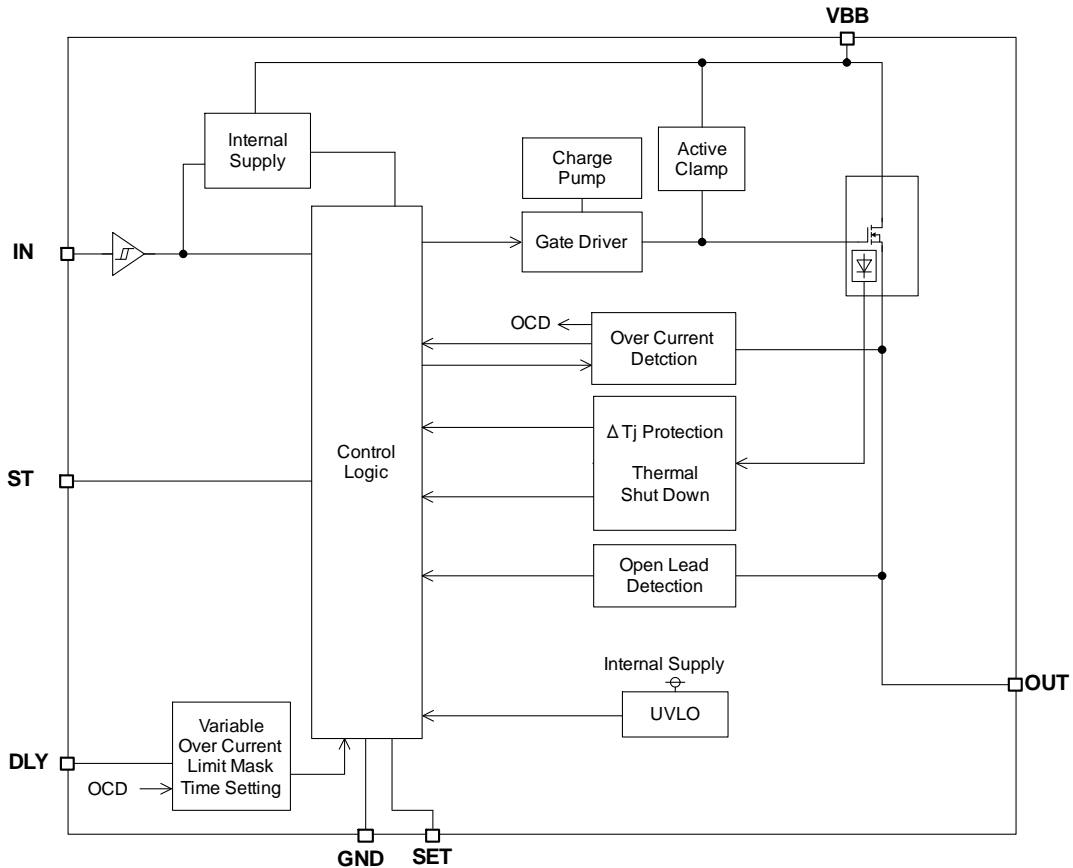 VBB
Internal
Supply
Charge
Pump
Active
Clamp
IN
Gate Driver
OCD
Over Current
Detction
Δ Tj Protection
Thermal
Shut Down
Control
Logic
ST
Open Lead
Detection
Internal Supply
UVLO
OUT
Variable
Over Current
Limit Mask
Time Setting
DLY
OCD
GND
SET